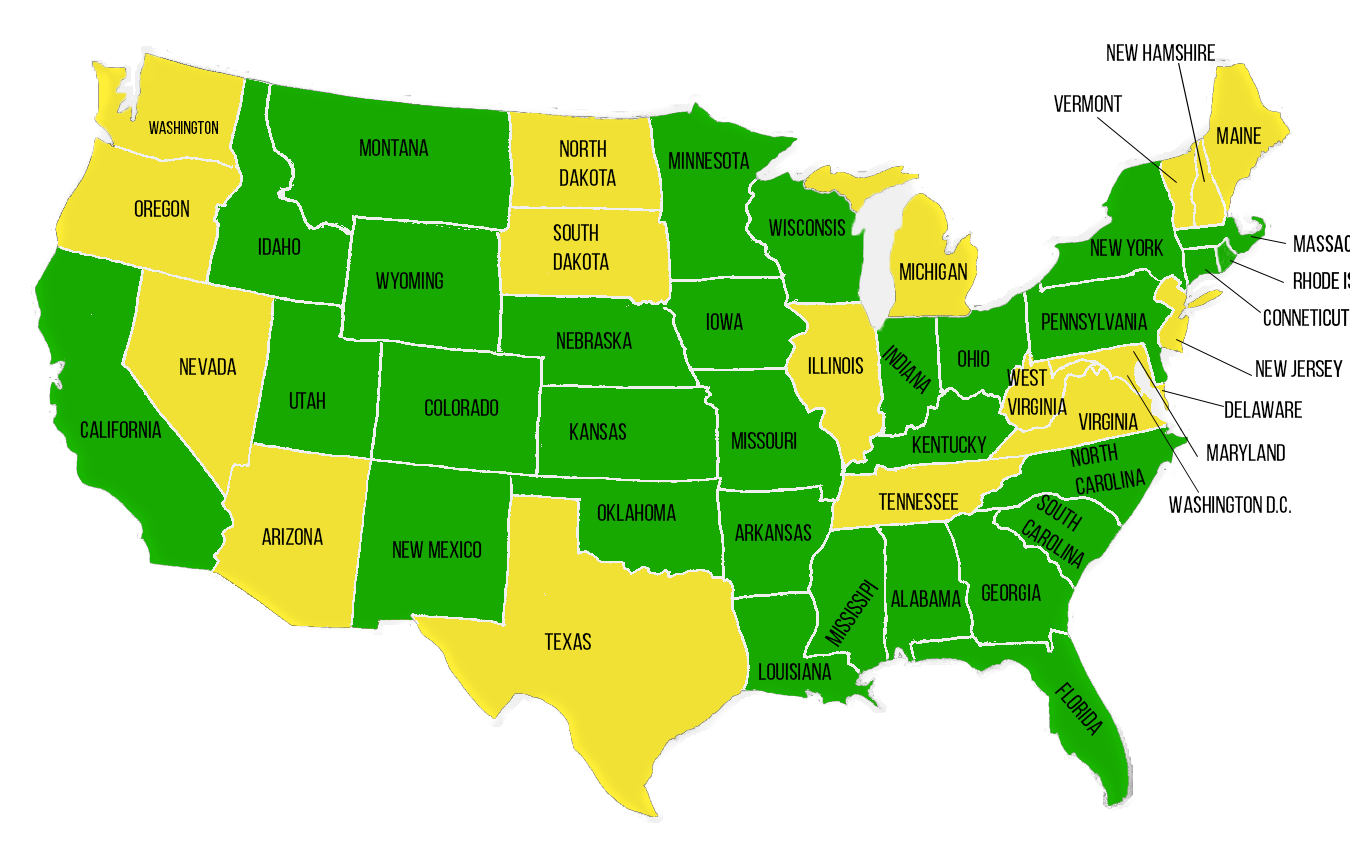 NEW HAMSHIRE
VERMONT
MAINE
WASHINGTON
MONTANA
NORTH
DAKOTA
MINNESOTA
OREGON
IDAHO
SOUTH
DAKOTA
WISCONSIS
NEW YORK
MASSAC
WYOMING
MICHIGAN
RHODE IS
CONNETICUT
NEBRASKA
IOWA
PENNSYLVANIA
NEVADA
ILLINOIS
INDIANA
OHIO
NEW JERSEY
UTAH
COLORADO
WEST
VIRGINIA
DELAWARE
CALIFORNIA
KANSAS
MISSOURI
KENTUCKY
VIRGINIA
MARYLAND
NORTH
CAROLINA
ARIZONA
NEW MEXICO
OKLAHOMA
ARKANSAS
TENNESSEE
SOUTH
CAROLINA
WASHINGTON D.C.
TEXAS
MISSISSIPI
ALABAMA
GEORGIA
LOUISIANA
FLORIDA